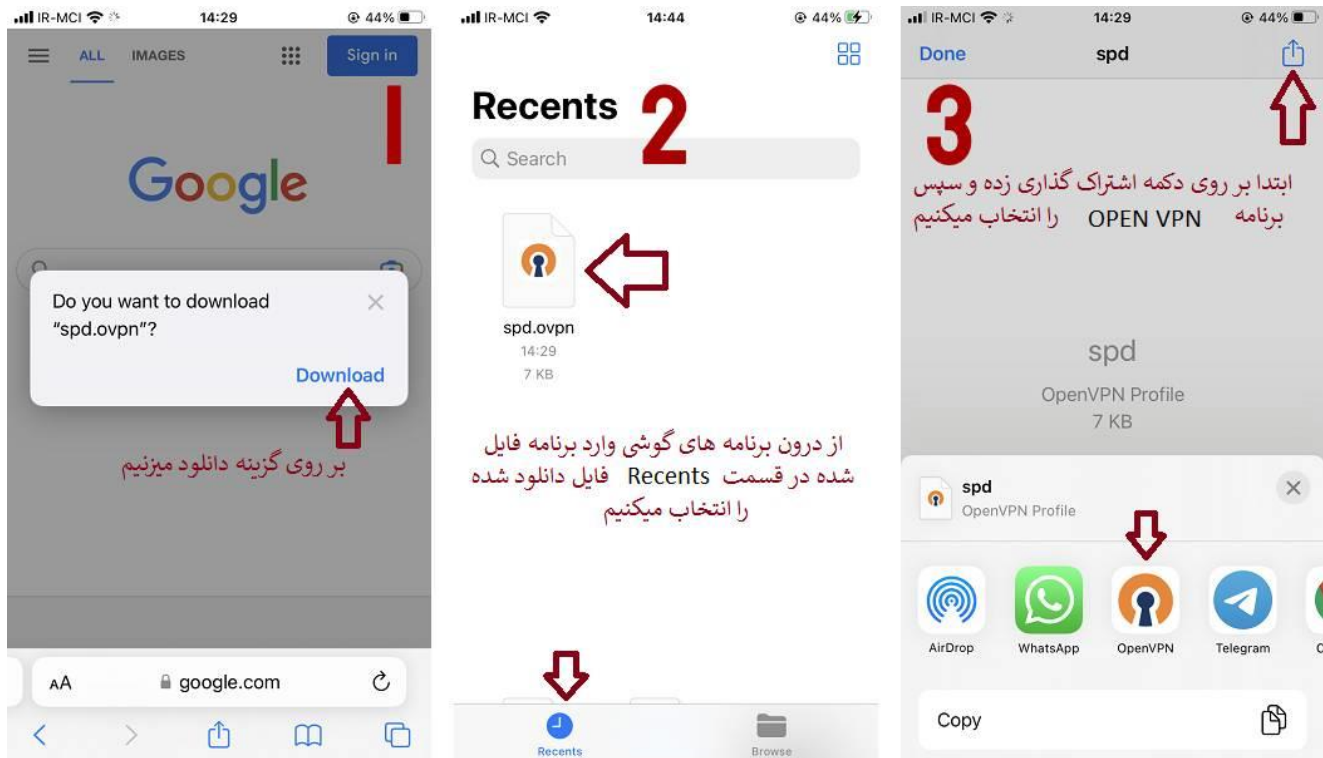 IR-MCI 14:29 44%
ALL IMAGES Sign in
1
Google
Do you want to download
"spd.ovpn"?
Download
بر روی گزینه دانلود میزنیم
AA google.com
IR-MCI 14:44 44%
Recents 2
Search
spd.ovpn
14:29
7 KB
از درون برنامه های گوشی وارد برنامه فایل
شده در قسمت Recents فایل دانلود شده
را انتخاب میکنیم
Recents Browse
IR-MCI 14:29 44%
Done spd
3
ابتدا بر روی دکمه اشتراک گذاری زده و سپس
برنامه OPEN VPN را انتخاب میکنیم
spd
OpenVPN Profile
7 KB
spd
OpenVPN Profile
AirDrop WhatsApp OpenVPN Telegram
Copy